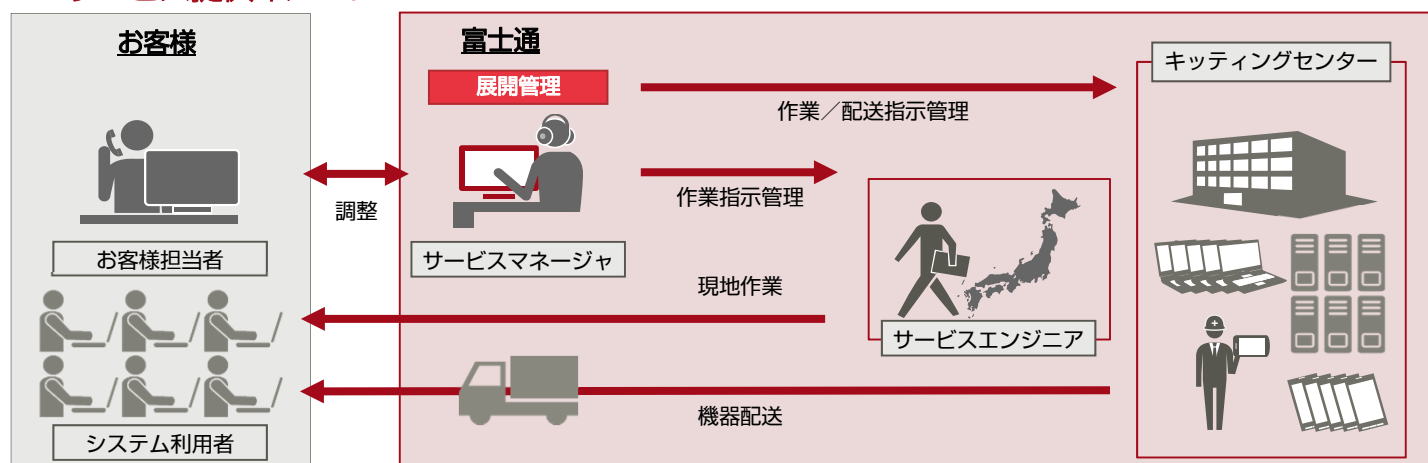 お客様
富士通
キッティングセンター
展開管理
作業／配送指示管理
調整
作業指示管理
お客様担当者
サービスマネージャ
現地作業
サービスエンジニア
機器配送
システム利用者